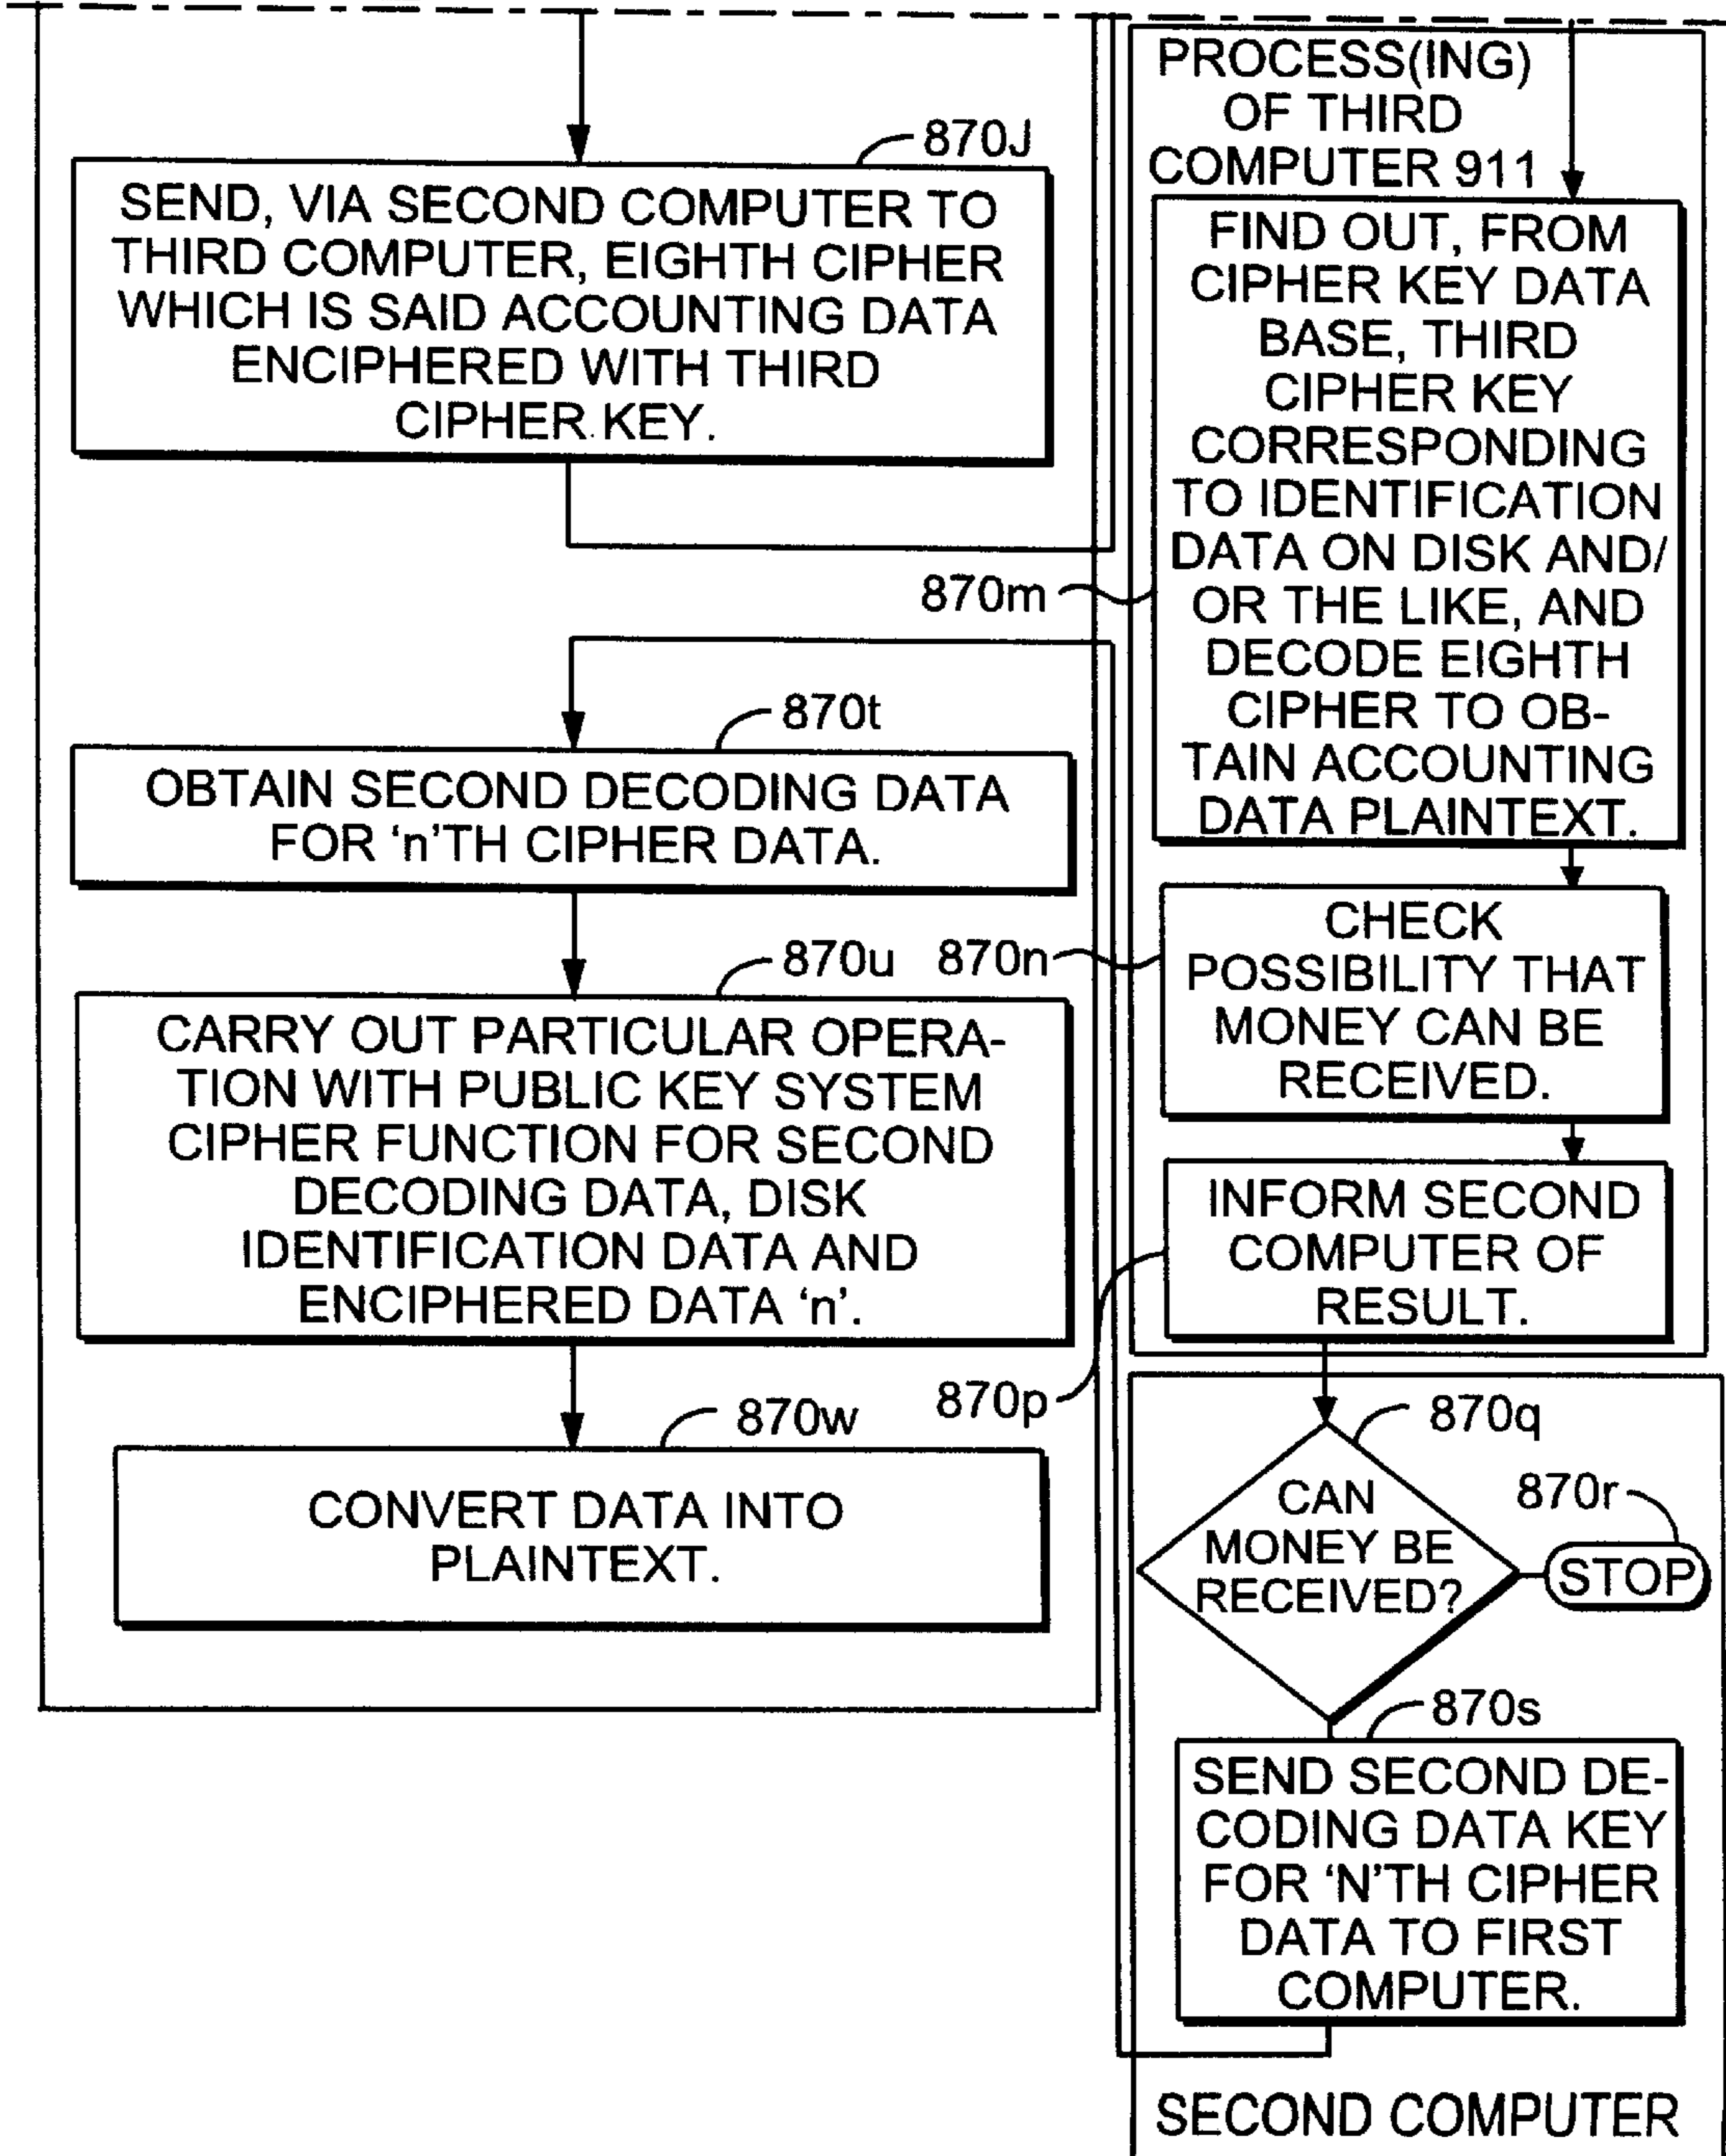 870J
SEND, VIA SECOND COMPUTER TO
THIRD COMPUTER, EIGHTH CIPHER
WHICH IS SAID ACCOUNTING DATA
ENCIPHERED WITH THIRD
CIPHER KEY.
870t
OBTAIN SECOND DECODING DATA
FOR ‘n’TH CIPHER DATA.
870u
CARRY OUT PARTICULAR OPERA-
TION WITH PUBLIC KEY SYSTEM
CIPHER FUNCTION FOR SECOND
DECODING DATA, DISK
IDENTIFICATION DATA AND
ENCIPHERED DATA ‘n’.
870w
CONVERT DATA INTO
PLAINTEXT.
PROCESS(ING)
OF THIRD
COMPUTER 911
870m
FIND OUT, FROM
CIPHER KEY DATA
BASE, THIRD
CIPHER KEY
CORRESPONDING
TO IDENTIFICATION
DATA ON DISK AND/
OR THE LIKE, AND
DECODE EIGHTH
CIPHER TO OB-
TAIN ACCOUNTING
DATA PLAINTEXT.
870n
CHECK
POSSIBILITY THAT
MONEY CAN BE
RECEIVED.
870p
INFORM SECOND
COMPUTER OF
RESULT.
870q
CAN
MONEY BE
RECEIVED?
870r
STOP
870s
SEND SECOND DE-
CODING DATA KEY
FOR ‘N’TH CIPHER
DATA TO FIRST
COMPUTER.
SECOND COMPUTER